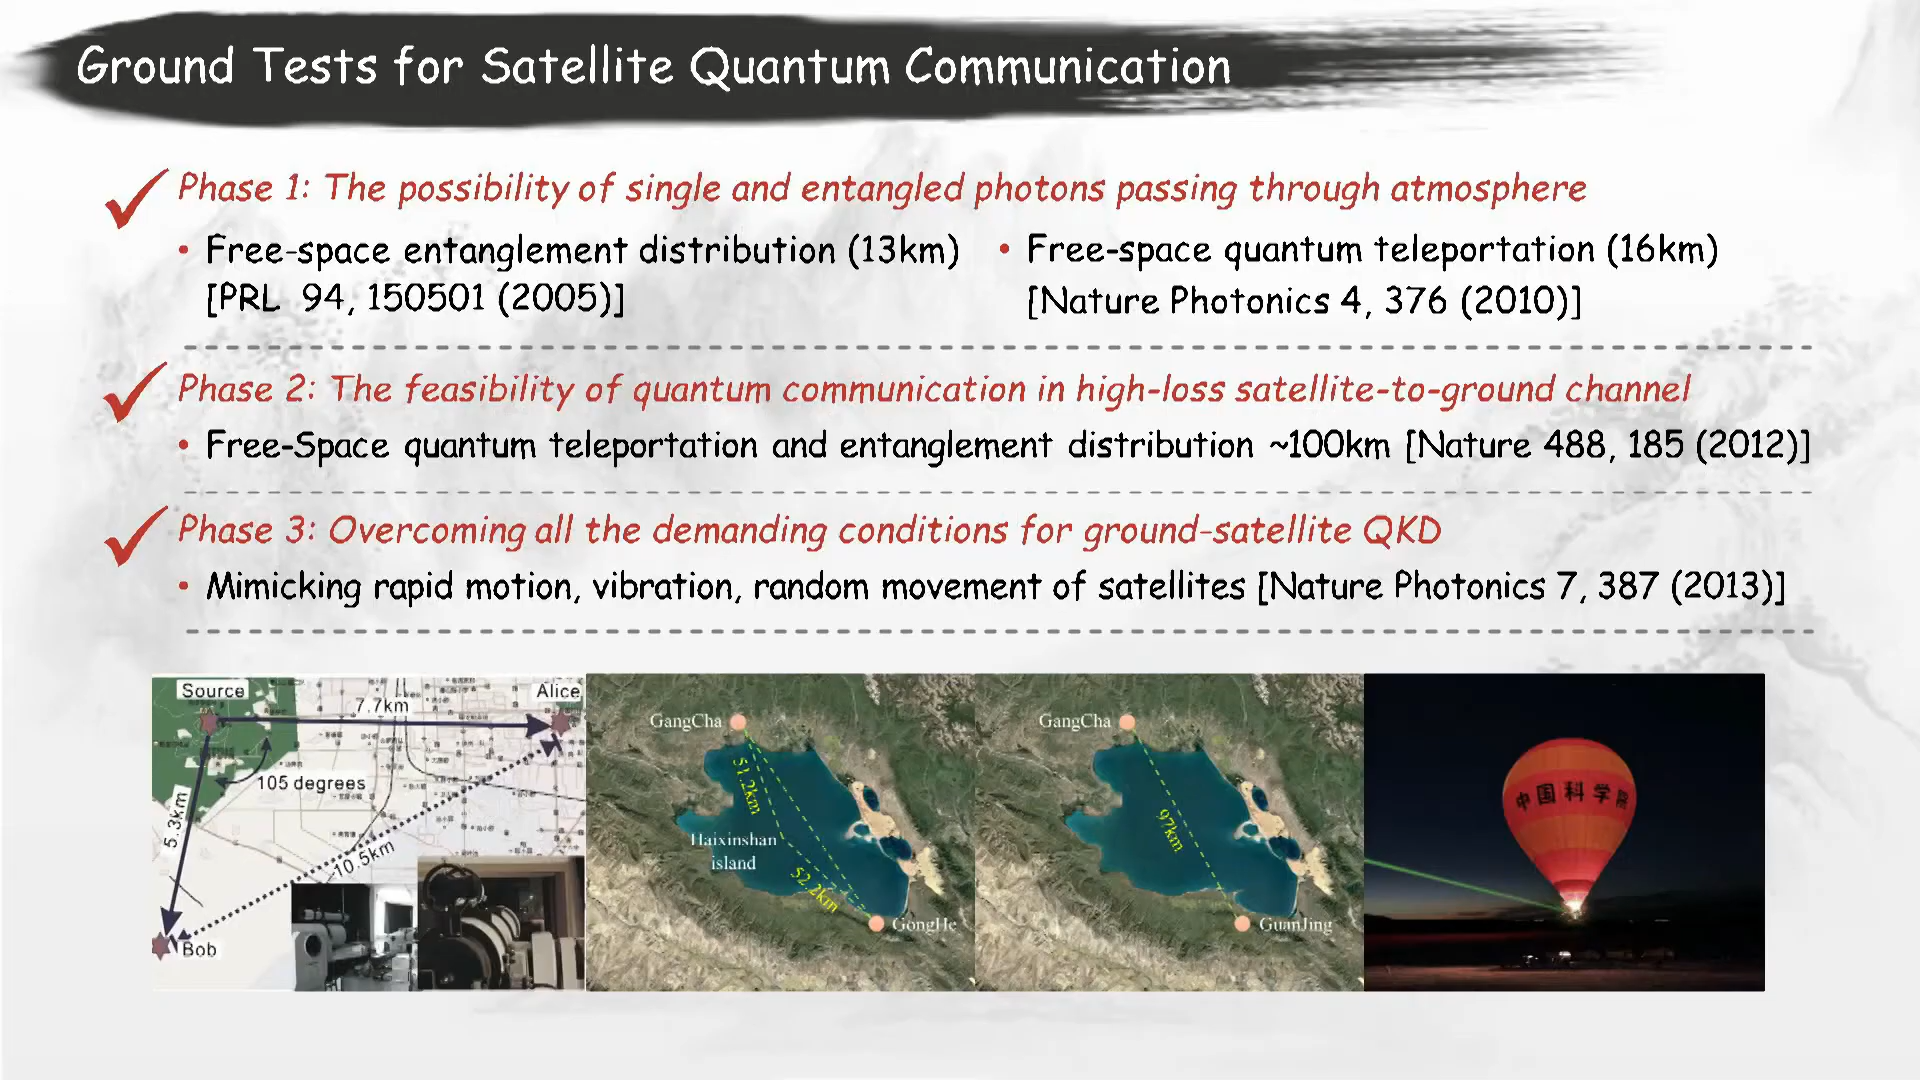 Ground Tests for Satellite Quantum Communication
Phase 1: The possibility of single and entangled photons passing through atmosphere
• Free-space entanglement distribution (13km)
[PRL 94, 150501 (2005)]
• Free-space quantum teleportation (16km)
[Nature Photonics 4, 376 (2010)]
Phase 2: The feasibility of quantum communication in high-loss satellite-to-ground channel
• Free-Space quantum teleportation and entanglement distribution ~100km [Nature 488, 185 (2012)]
Phase 3: Overcoming all the demanding conditions for ground-satellite QKD
• Mimicking rapid motion, vibration, random movement of satellites [Nature Photonics 7, 387 (2013)]
Source
Alice
7.7km
105 degrees
5.3km
10.5km
Bob
GangCha
51.2km
Haixinshan
island
52.2km
GongHe
GangCha
97km
GuanJing
中国科学院